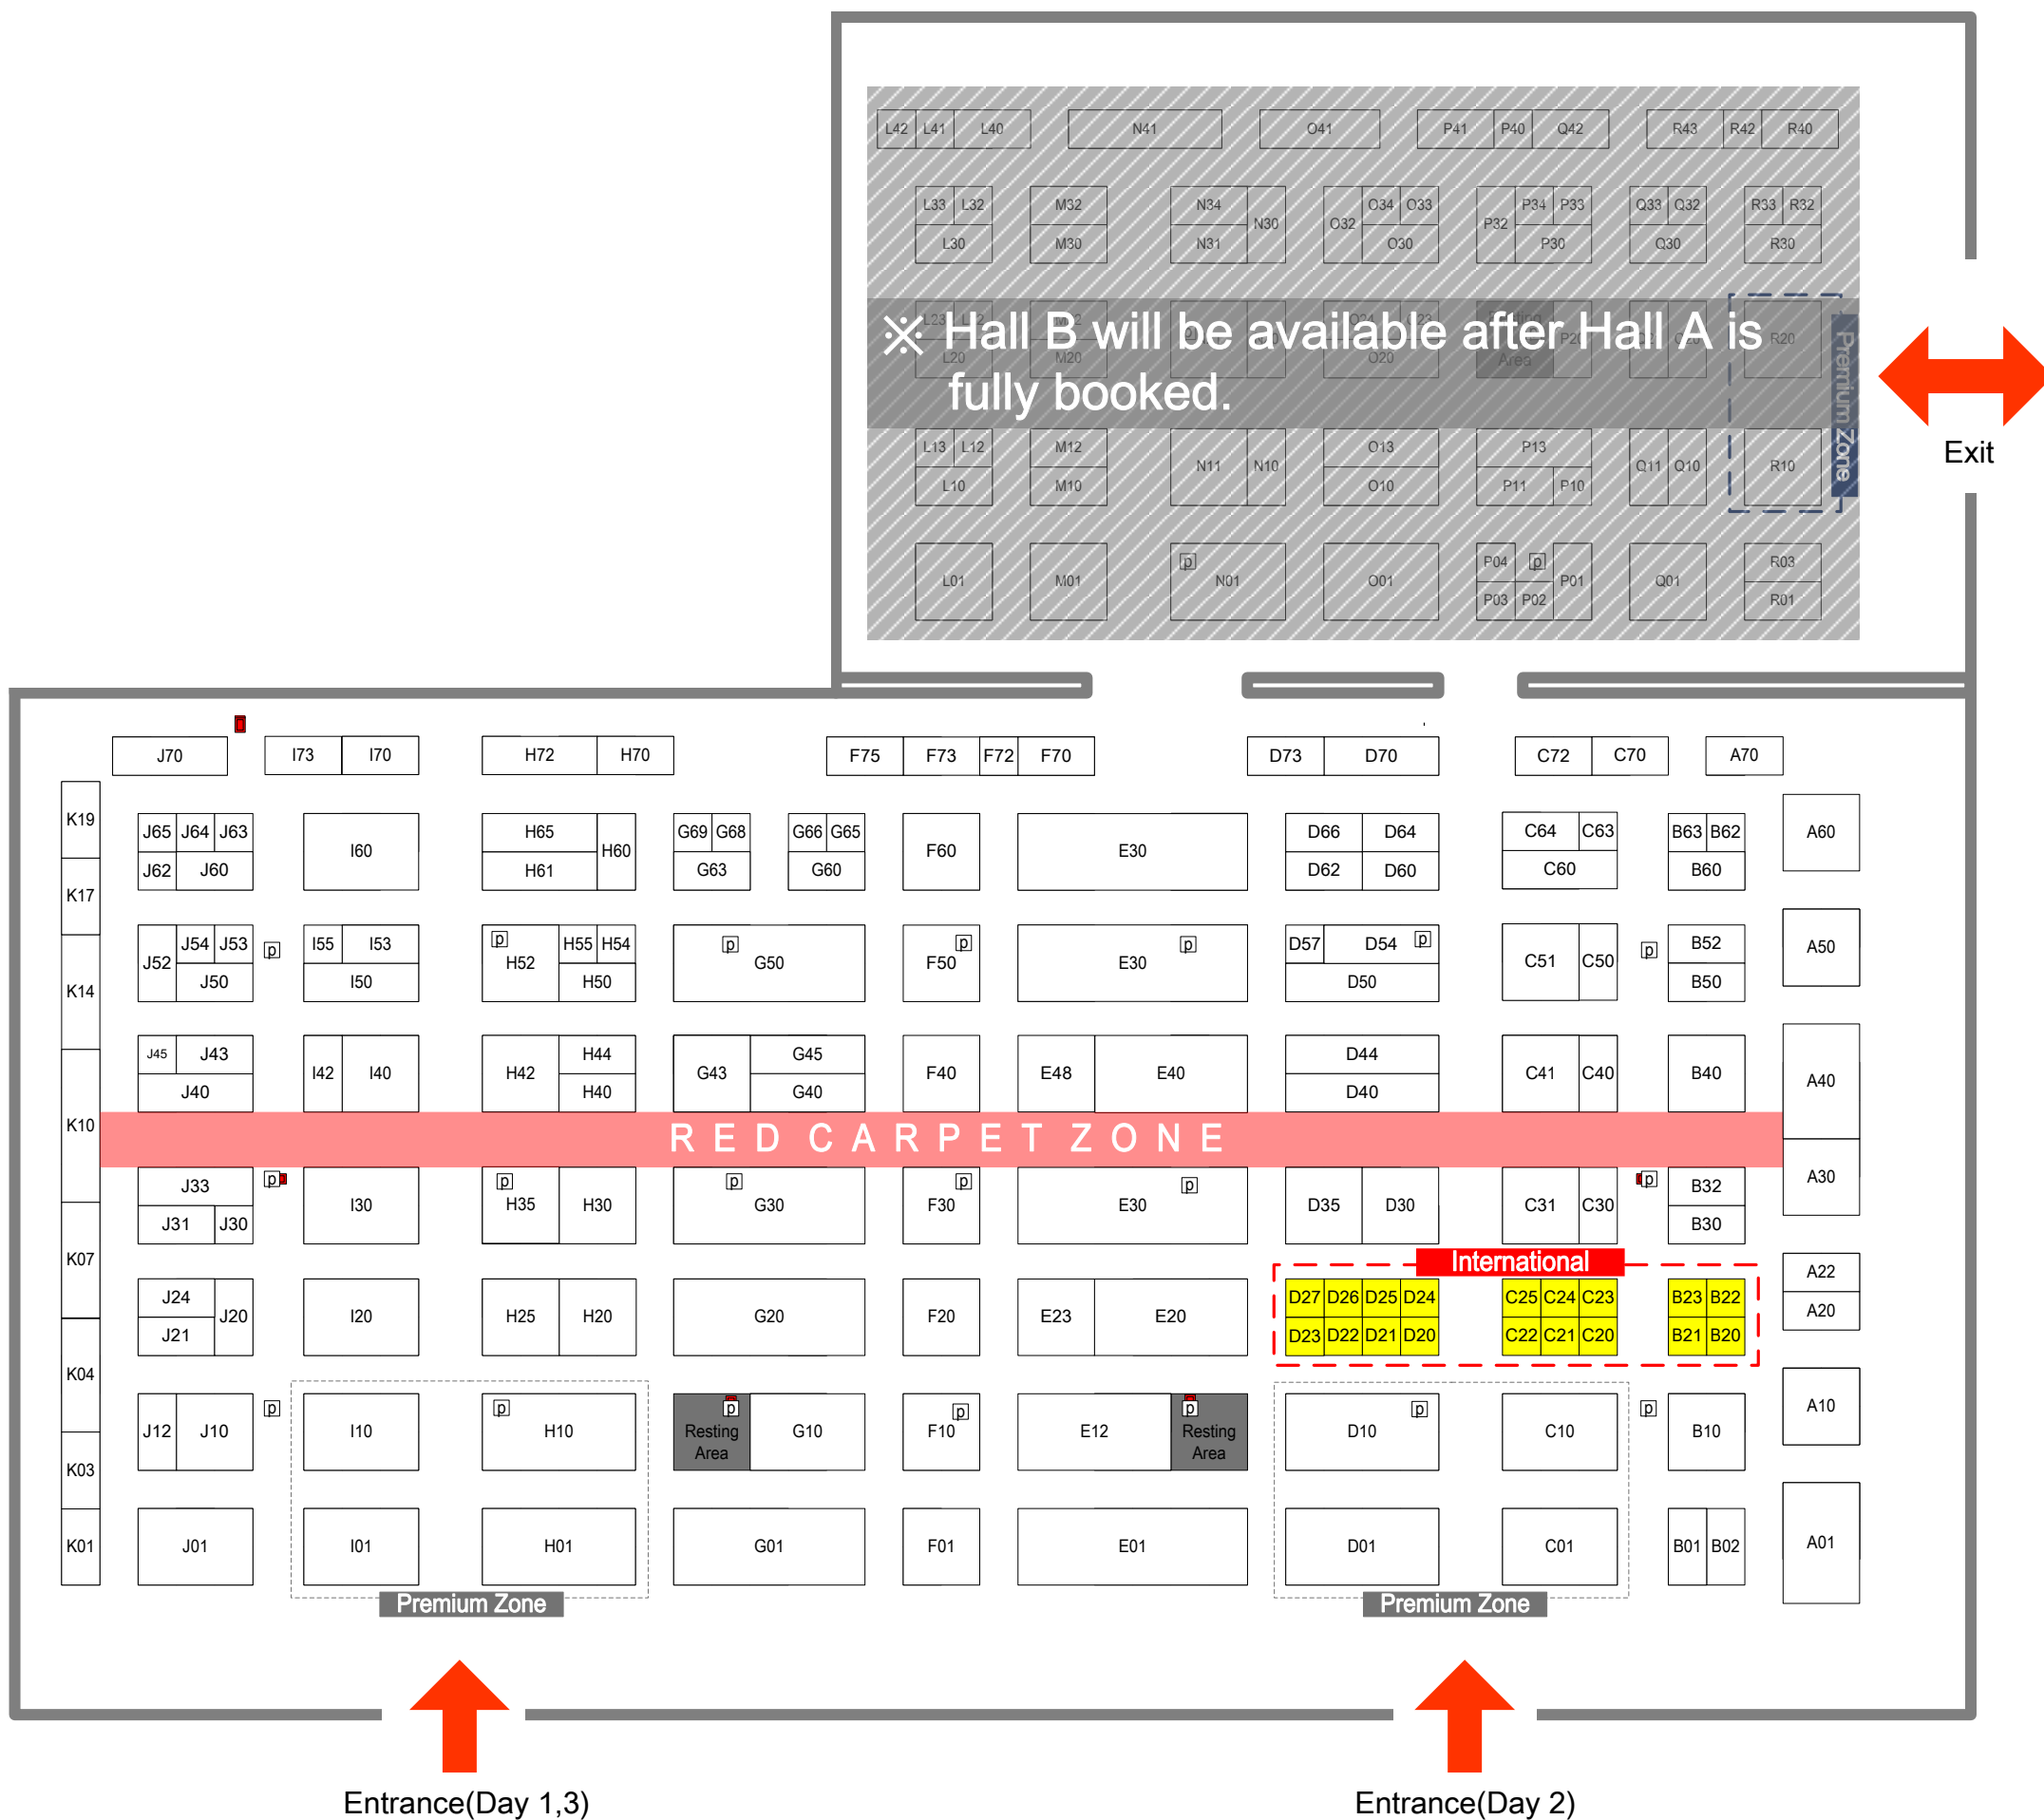 L42 L41 L40 N41 O41 P41 P40 Q42 R43 R42 R40
L33 L32 M32 N34 N30 O32 O34 O33 P32 P34 P33 Q33 Q32 R33 R32
L30 M30 N31 O30 P30 Q30 R30
※ Hall B will be available after Hall A is
fully booked.
L20 M20 O20 Area R20
Premium Zone
Exit
L13 L12 M12 N11 N10 O13 P13 Q11 Q10 R10
L10 M10 O10 P11 P10
L01 M01 p N01 O01 P04 p P01 Q01 R03
P03 P02 R01
J70 I73 I70 H72 H70 F75 F73 F72 F70 D73 D70 C72 C70 A70
K19 J65 J64 J63 I60 H65 H60 G69 G68 G66 G65 F60 E30 D66 D64 C64 C63 B63 B62 A60
K17 J62 J60 H61 G63 G60 D62 D60 C60 B60
J52 J54 J53 p I55 I53 p H52 H55 H54 p G50 F50 p E30 p D57 D54 p C51 C50 p B52 A50
K14 J50 I50 H50 D50 B50
J45 J43 I42 I40 H42 H44 G43 G45 F40 E48 E40 D44 C41 C40 B40 A40
J40 H40 G40 D40
K10 RED CARPET ZONE
J33 p I30 p H35 H30 p G30 p F30 E30 p D35 D30 C31 C30 p B32 A30
J31 J30 B30
International
K07 J24 J20 I20 H25 H20 G20 F20 E23 E20 D27 D26 D25 D24 C25 C24 C23 B23 B22 A22
J21 D23 D22 D21 D20 C22 C21 C20 B21 B20 A20
K04
J12 J10 p I10 p H10 p Resting Area G10 p F10 E12 p Resting Area D10 p C10 p B10 A10
K03
K01 J01 I01 H01 G01 F01 E01 D01 C01 B01 B02 A01
Premium Zone Premium Zone
Entrance(Day 1,3) Entrance(Day 2)